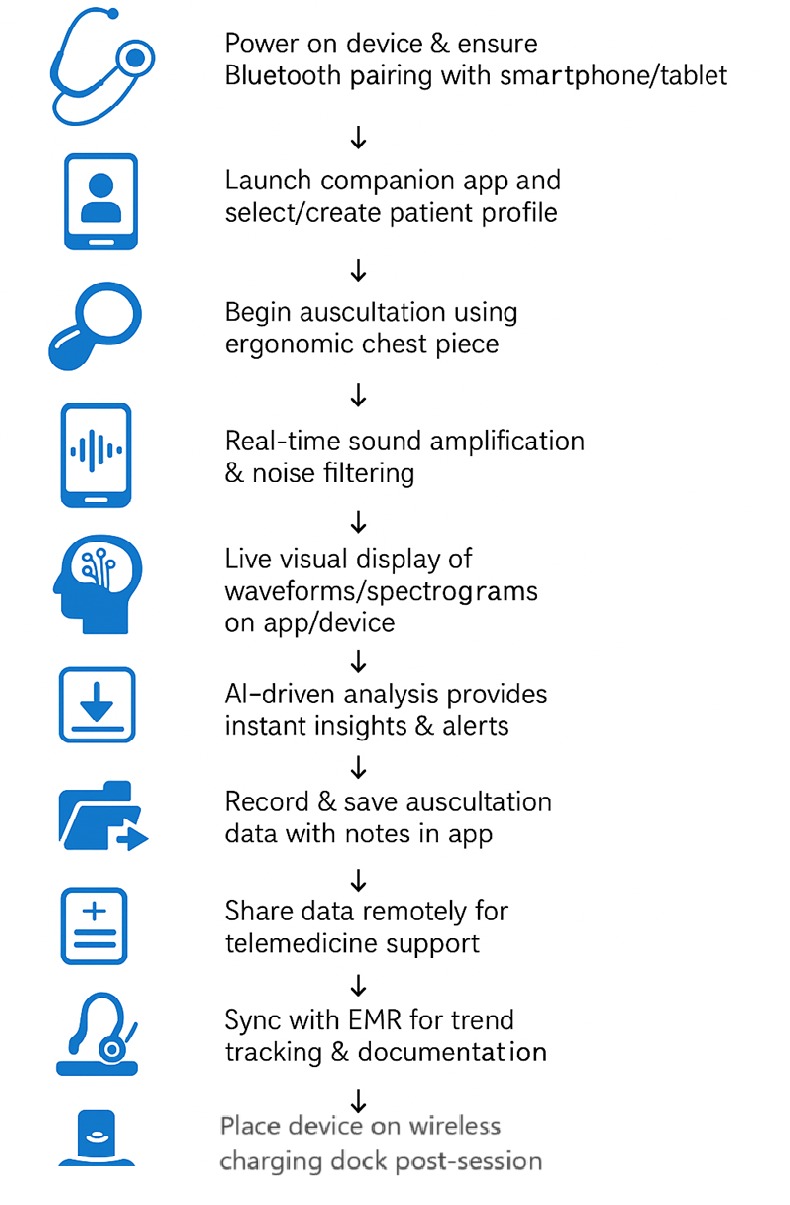 Power on device & ensure
Bluetooth pairing with smartphone/tablet
↓
Launch companion app and
select/create patient profile
↓
Begin auscultation using
ergonomic chest piece
↓
Real-time sound amplification
& noise filtering
↓
Live visual display of
waveforms/spectrograms
on app/device
↓
AI-driven analysis provides
instant insights & alerts
↓
Record & save auscultation
data with notes in app
↓
Share data remotely for
telemedicine support
↓
Sync with EMR for trend
tracking & documentation
↓
Place device on wireless
charging dock post-session